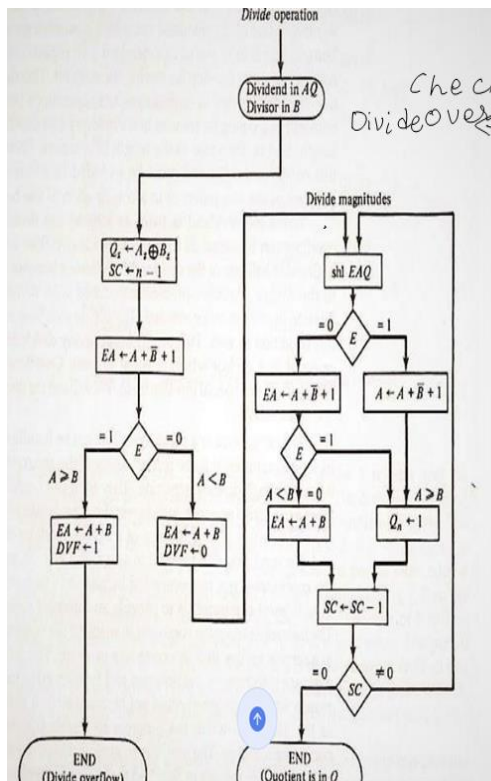 Divide operation
Dividend in AQ
Divisor in B
Divide magnitudes
Qs ← As ⊕ Bs
SC ← n − 1
EA ← A + B̅ + 1
E
= 1
= 0
A ≥ B
A < B
EA ← A + B
DVF ← 1
EA ← A + B
DVF ← 0
END
(Divide overflow)
shl EAQ
= 0
= 1
E
EA ← A + B̅ + 1
A ← A + B̅ + 1
E
= 1
A < B
= 0
A ≥ B
EA ← A + B
Qn ← 1
SC ← SC − 1
= 0
≠ 0
SC
END
(Quotient is in Q)